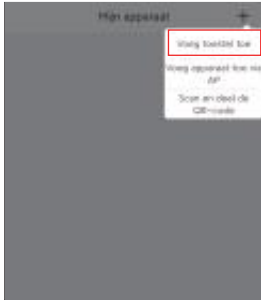 Mijn apparaat +
Voeg toestel toe
Voeg apparaat toe via
AP
Scan en deel de
QR-code